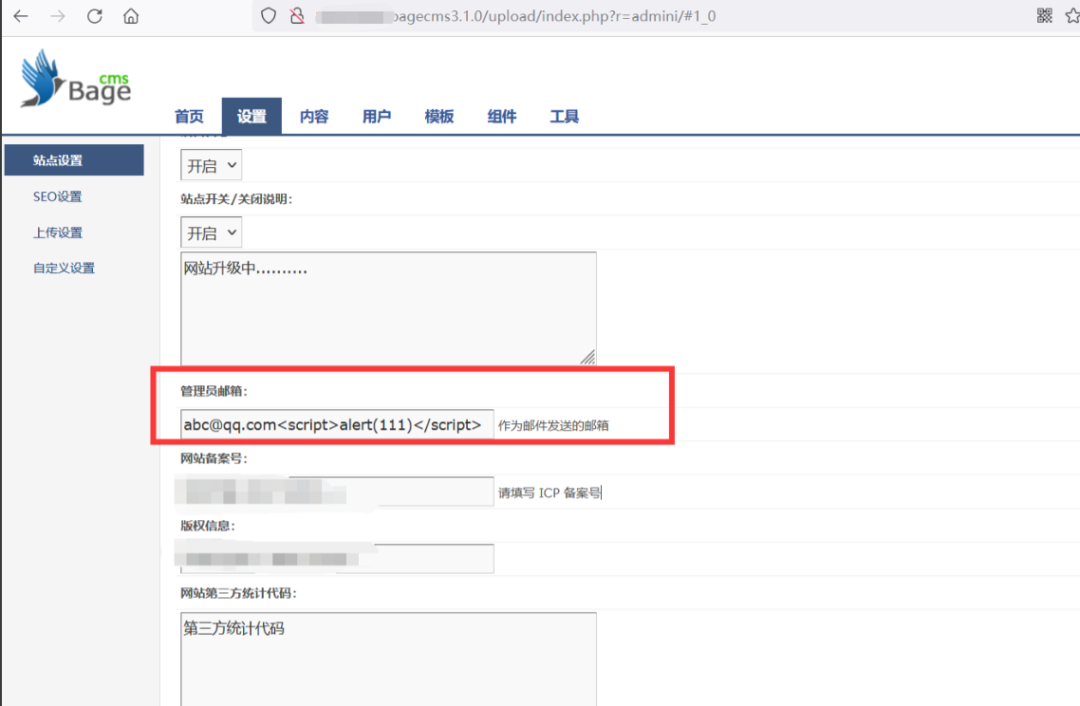 bagecms3.1.0/upload/index.php?r=admini/#1_0
Bage cms
首页 设置 内容 用户 模板 组件 工具
站点设置
SEO设置
上传设置
自定义设置
开启
站点开关/关闭说明:
开启
网站升级中..........
管理员邮箱:
abc@qq.com<script>alert(111)</script> 作为邮件发送的邮箱
网站备案号:
请填写 ICP 备案号
版权信息:
网站第三方统计代码:
第三方统计代码